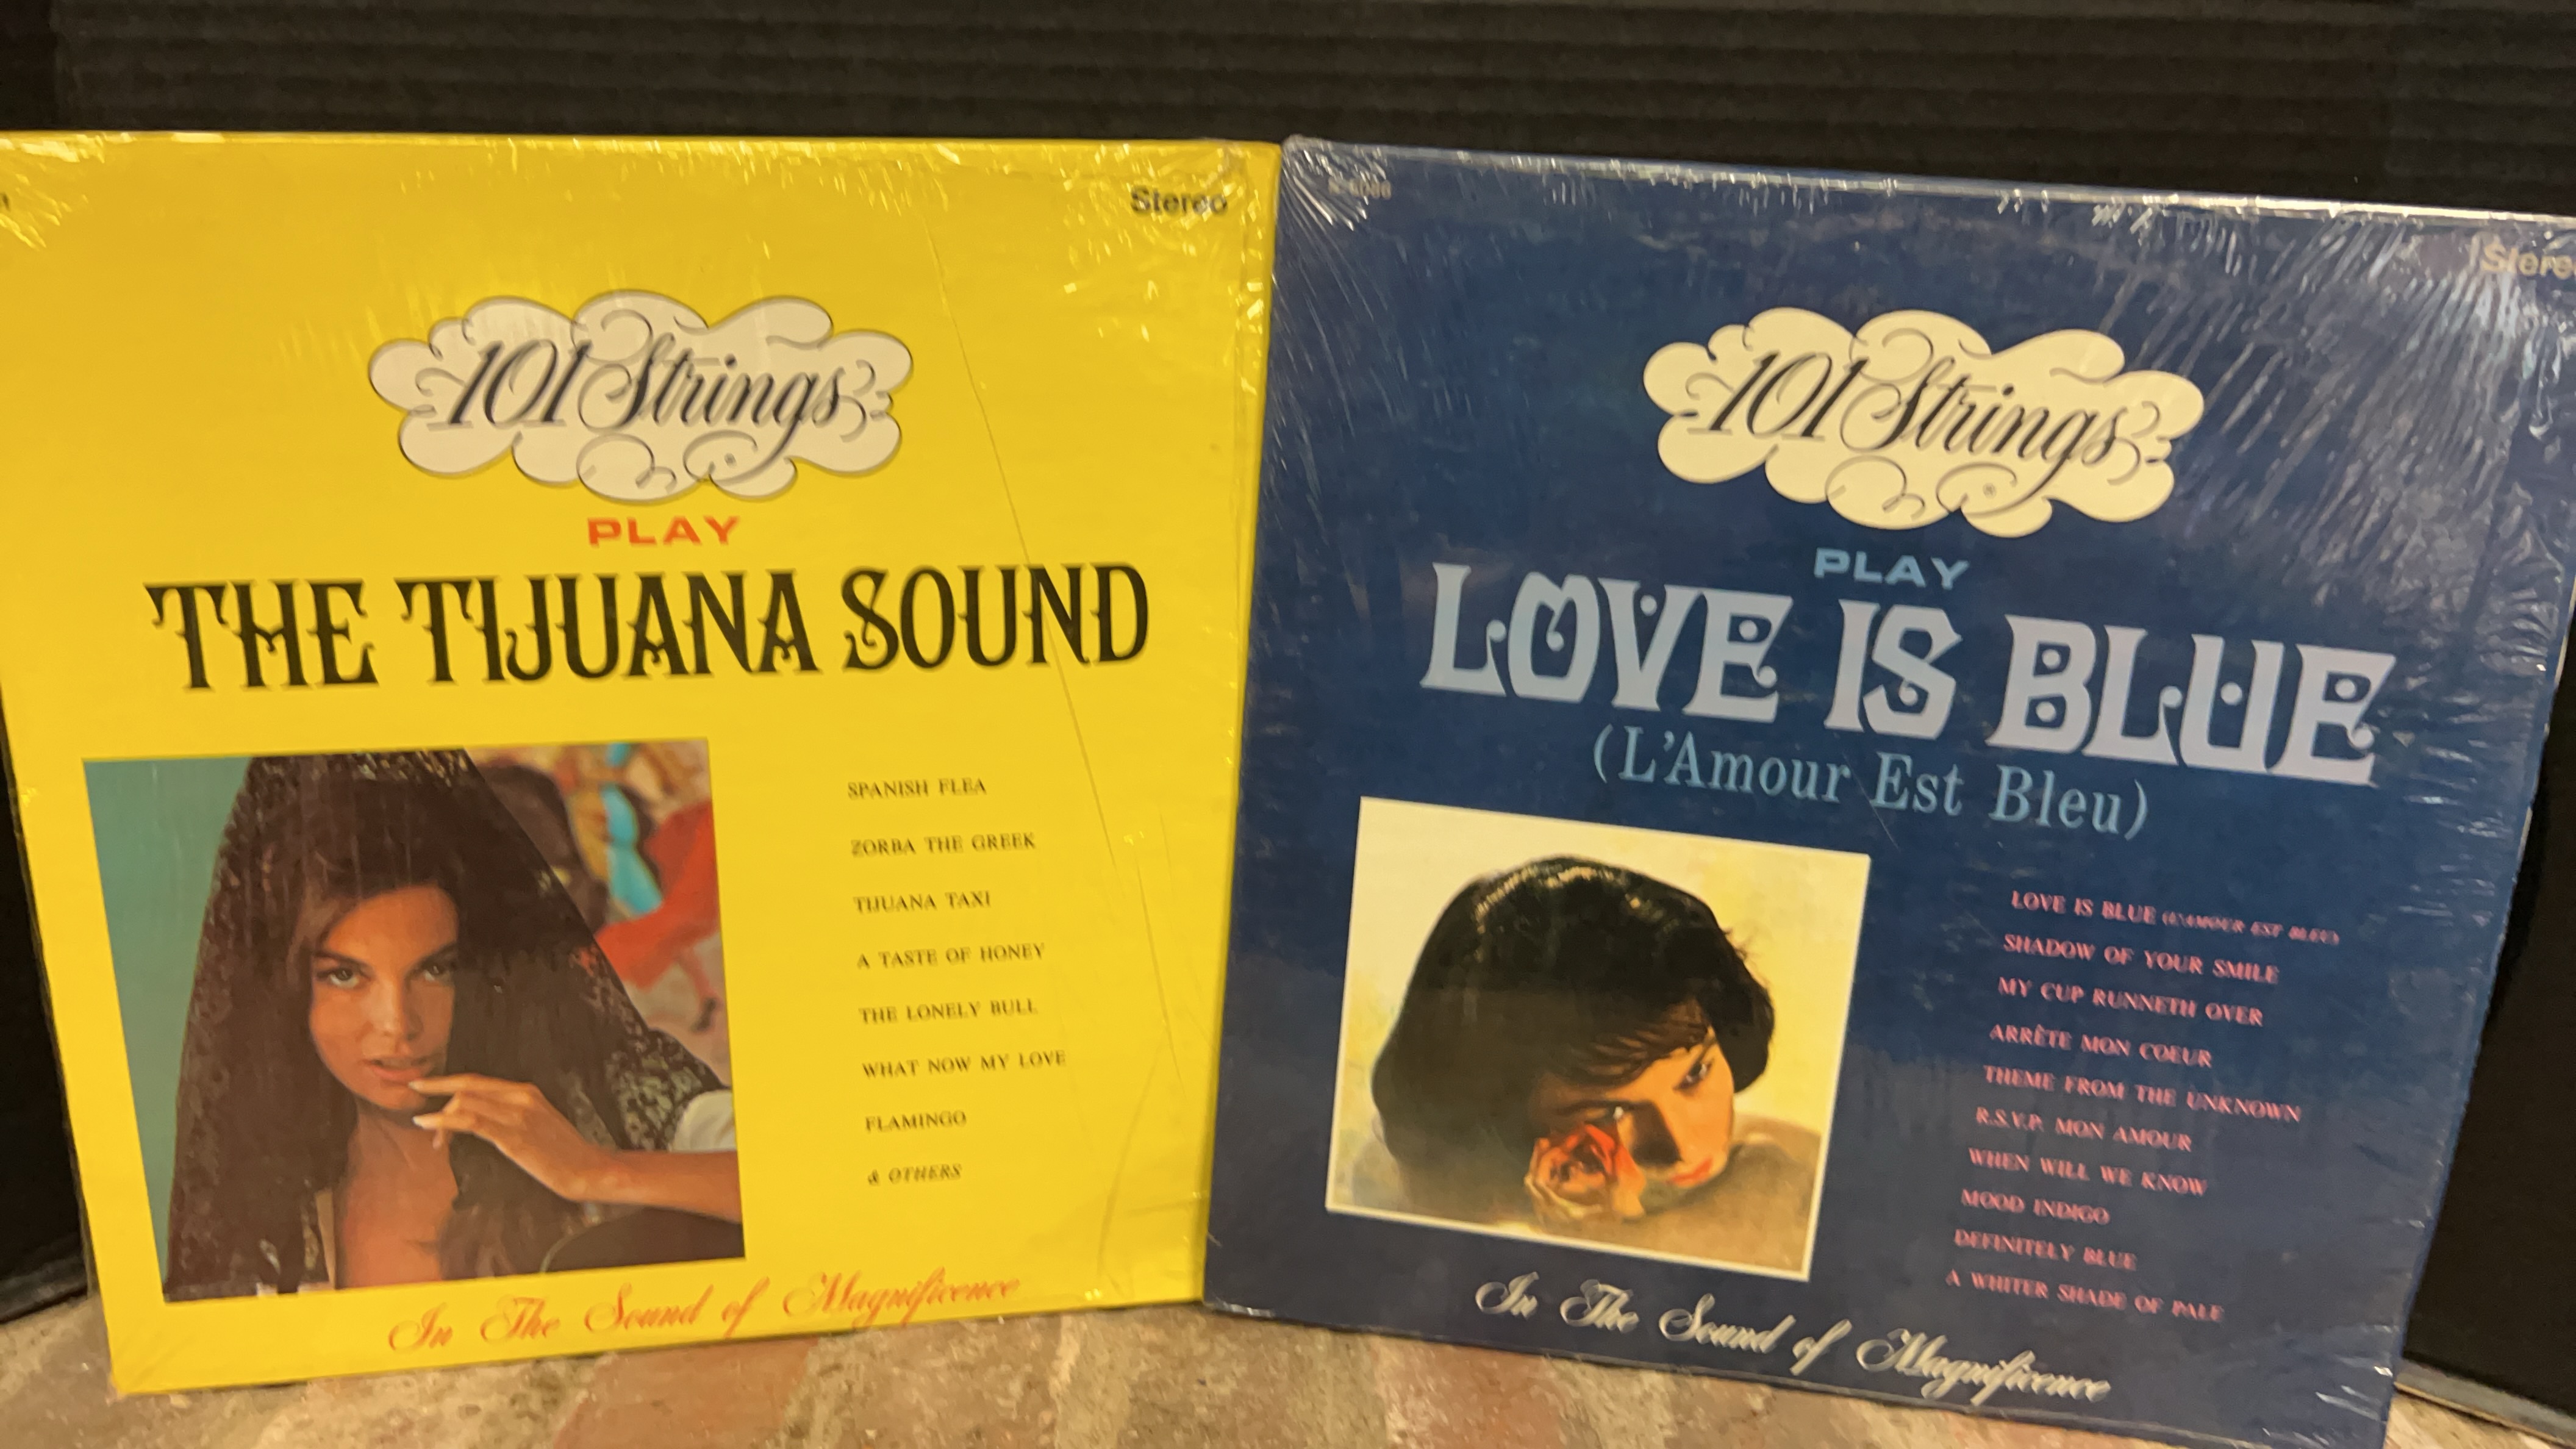 Stereo
101 Strings
PLAY
THE TIJUANA SOUND
SPANISH FLEA
ZORBA THE GREEK
TIJUANA TAXI
A TASTE OF HONEY
THE LONELY BULL
WHAT NOW MY LOVE
FLAMINGO
& OTHERS
In The Sound of Magnificence
Stereo
101 Strings
PLAY
LOVE IS BLUE
(L'Amour Est Bleu)
LOVE IS BLUE (L'AMOUR EST BLEU)
SHADOW OF YOUR SMILE
MY CUP RUNNETH OVER
ARRÊTE MON COEUR
THEME FROM THE UNKNOWN
R.S.V.P. MON AMOUR
WHEN WILL WE KNOW
MOOD INDIGO
DEFINITELY BLUE
A WHITER SHADE OF PALE
In The Sound of Magnificence